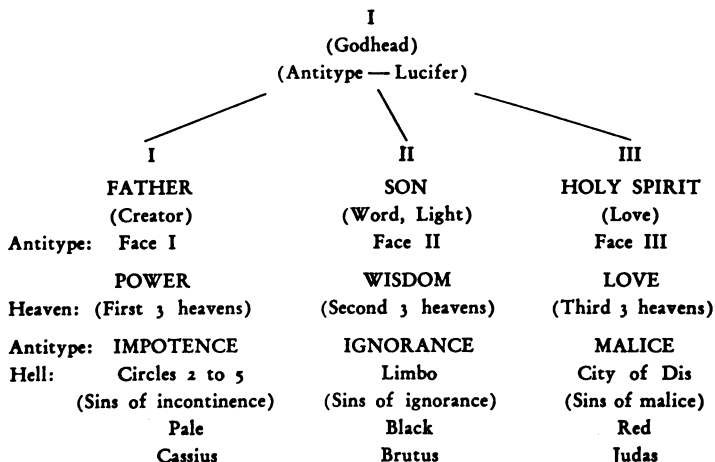 I
(Godhead)
(Antitype — Lucifer)
I II III
FATHER SON HOLY SPIRIT
(Creator) (Word, Light) (Love)
Antitype: Face I Face II Face III
POWER WISDOM LOVE
Heaven: (First 3 heavens) (Second 3 heavens) (Third 3 heavens)
Antitype: IMPOTENCE IGNORANCE MALICE
Hell: Circles 2 to 5 Limbo City of Dis
(Sins of incontinence) (Sins of ignorance) (Sins of malice)
Pale Black Red
Cassius Brutus Judas